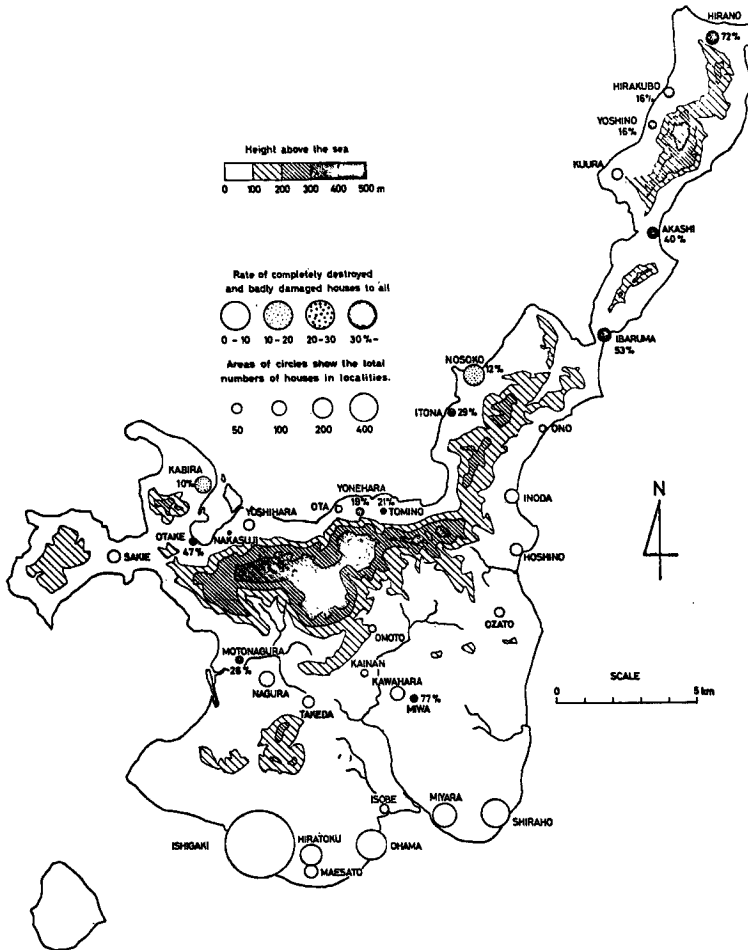 HIRANO
72%
HIRAKUBO
16%
YOSHINO
16%
KUURA
Height above the sea
0 100 200 300 400 500 m
AKASHI
40%
Rate of completely destroyed
and badly damaged houses to all
0-10 10-20 20-30 30%-
IBARUMA
53%
Areas of circles show the total
numbers of houses in localities.
50 100 200 400
NOSOKO
12%
ITONA 29%
ONO
KABIRA
10%
YONEHARA
18% 21%
OTA TOMINO
INODA
N
YOSHIHARA
NAKASUJI
OTAKE
47%
SAKIE
HOSHINO
OZATO
OMOTO
MOTONAGURA
28%
KAINAN
KAWAHARA
NAGURA
77%
MIWA
TAKEDA
SCALE
0 5 km
ISOBE
MIYARA
SHIRAHO
ISHIGAKI
HIRATOKU
OHAMA
MAESATO